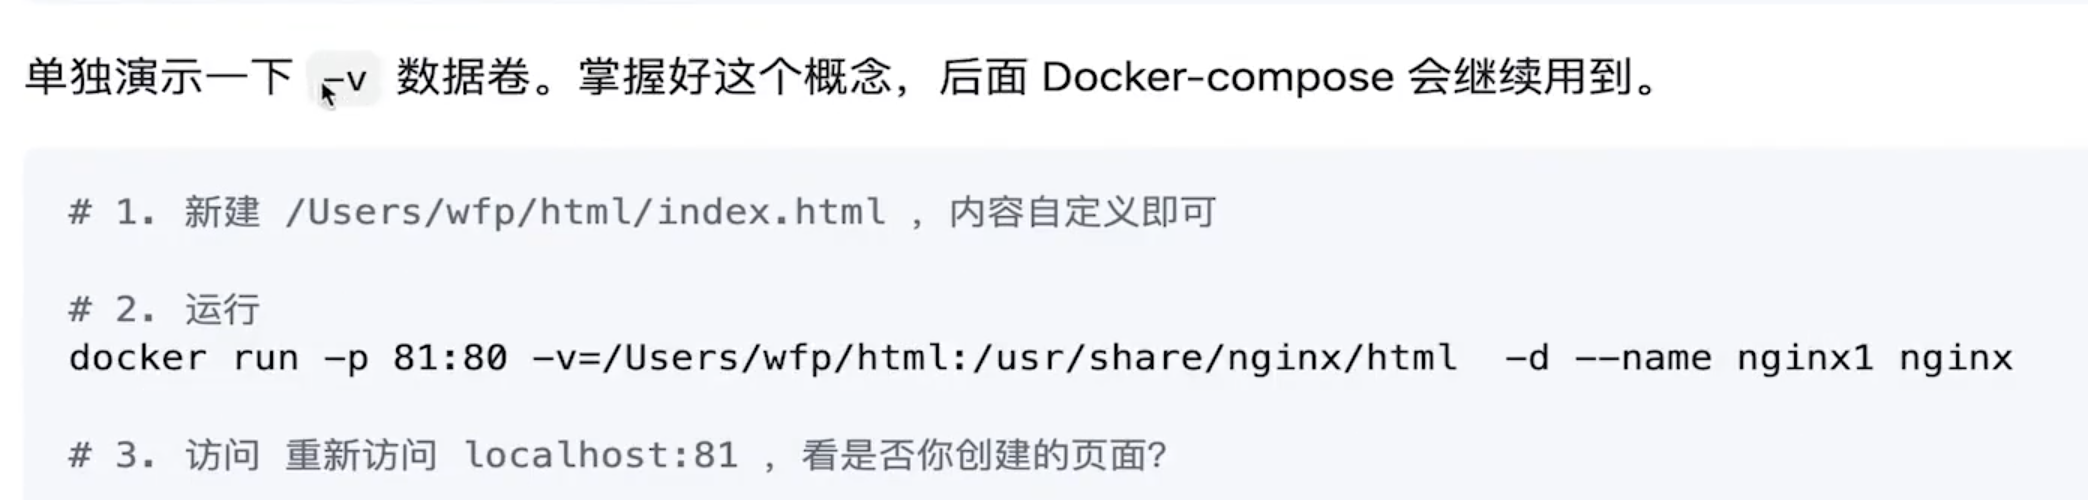 单独演示一下 -v 数据卷。掌握好这个概念，后面 Docker-compose 会继续用到。
# 1. 新建 /Users/wfp/html/index.html ，内容自定义即可
# 2. 运行
docker run -p 81:80 -v=/Users/wfp/html:/usr/share/nginx/html  -d --name nginx1 nginx
# 3. 访问 重新访问 localhost:81 ，看是否你创建的页面?